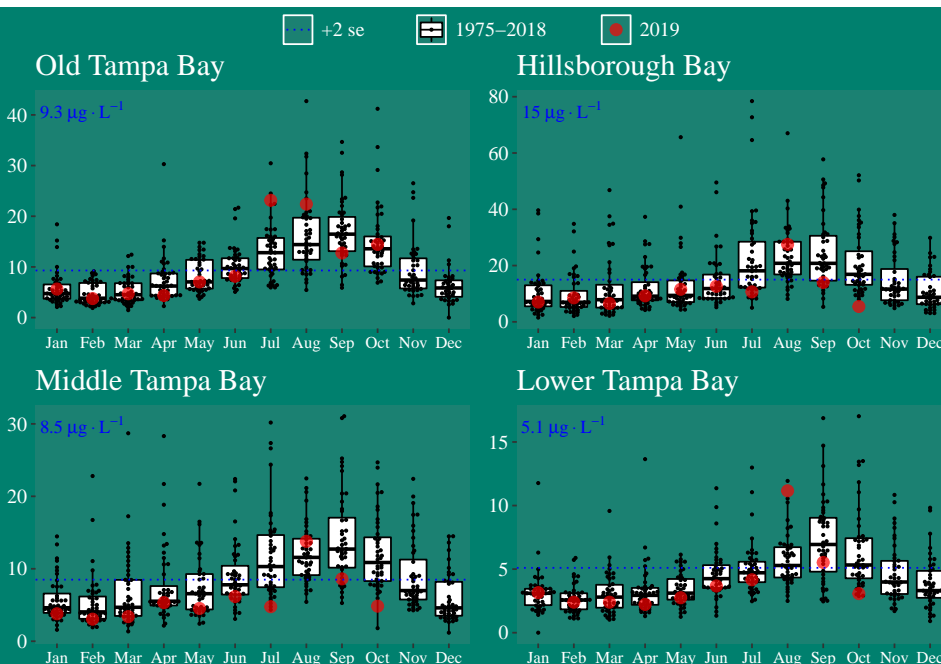 +2 se 1975–2018 2019
Old Tampa Bay
9.3 μg · L⁻¹
40
30
20
10
0
Jan Feb Mar Apr May Jun Jul Aug Sep Oct Nov Dec
Hillsborough Bay
15 μg · L⁻¹
80
60
40
20
0
Jan Feb Mar Apr May Jun Jul Aug Sep Oct Nov Dec
Middle Tampa Bay
8.5 μg · L⁻¹
30
20
10
0
Jan Feb Mar Apr May Jun Jul Aug Sep Oct Nov Dec
Lower Tampa Bay
5.1 μg · L⁻¹
15
10
5
0
Jan Feb Mar Apr May Jun Jul Aug Sep Oct Nov Dec